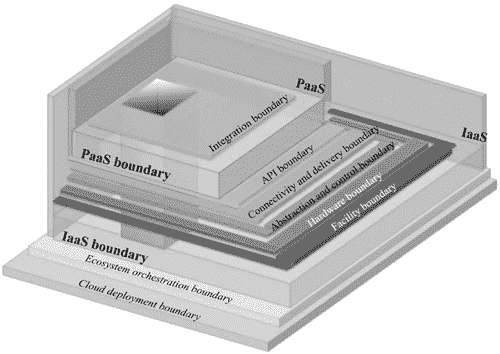 PaaS
IaaS
Integration boundary
PaaS boundary
API boundary
Connectivity and delivery boundary
Abstraction and control boundary
Hardware boundary
Facility boundary
IaaS boundary
Ecosystem orchestration boundary
Cloud deployment boundary